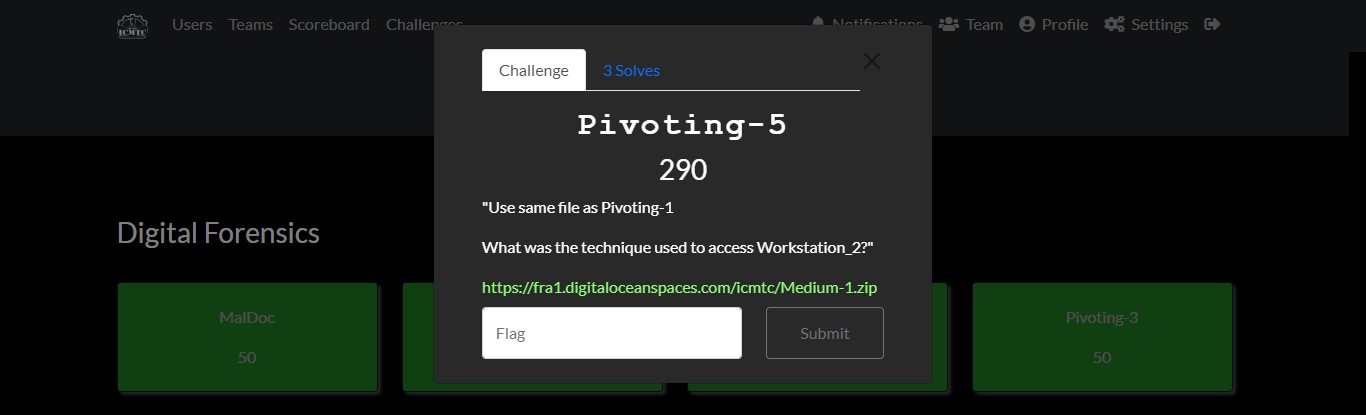 ICMTC Users Teams Scoreboard Challenges Notifications Team Profile Settings
Challenge 3 Solves
Pivoting-5
290
"Use same file as Pivoting-1
What was the technique used to access Workstation_2?"
https://fra1.digitaloceanspaces.com/icmtc/Medium-1.zip
Flag Submit
Digital Forensics
MalDoc Pivoting-3
50 50